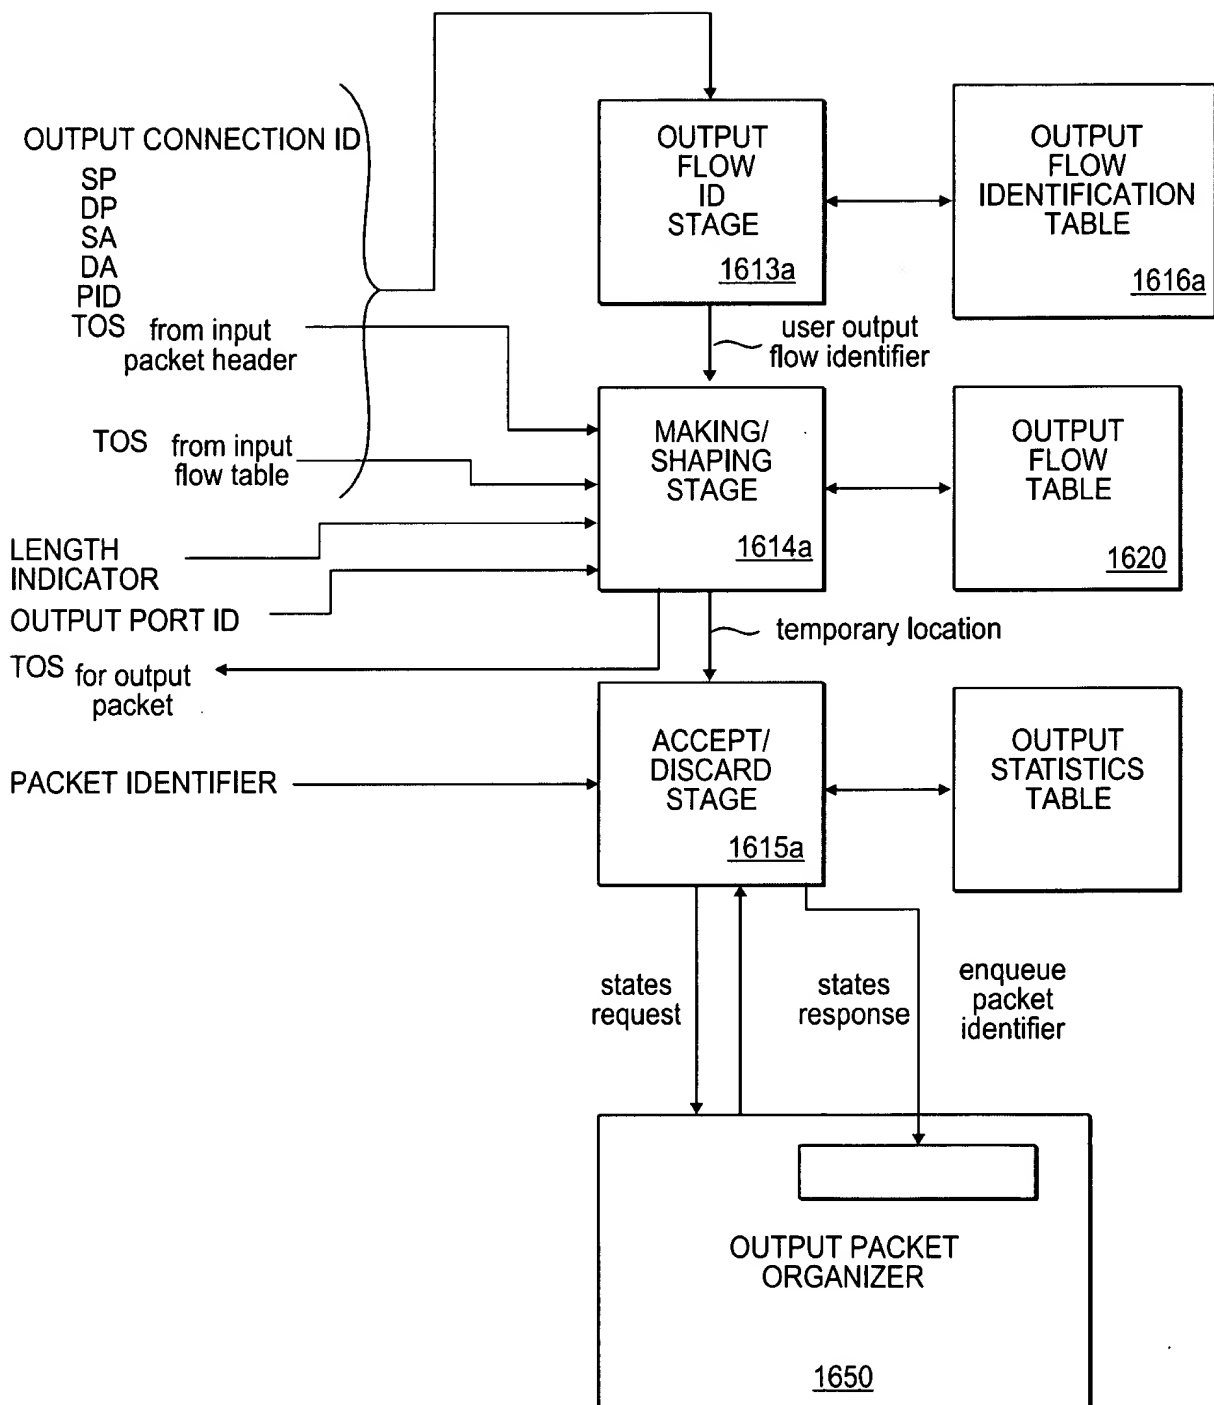 OUTPUT CONNECTION ID
SP
DP
SA
DA
PID
TOS from input
packet header
TOS from input
flow table
LENGTH
INDICATOR
OUTPUT PORT ID
TOS for output
packet
PACKET IDENTIFIER
OUTPUT
FLOW
ID
STAGE
1613a
OUTPUT
FLOW
IDENTIFICATION
TABLE
1616a
user output
flow identifier
MAKING/
SHAPING
STAGE
1614a
OUTPUT
FLOW
TABLE
1620
temporary location
ACCEPT/
DISCARD
STAGE
1615a
OUTPUT
STATISTICS
TABLE
states
request
states
response
enqueue
packet
identifier
OUTPUT PACKET
ORGANIZER
1650